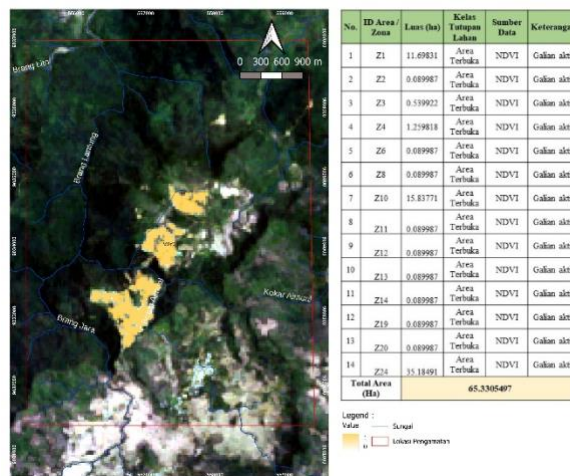 0 300 600 900 m
Brang Lantung
Brang Jara
No. ID Area / Zona Luas (ha) Kelas Tutupan Lahan Sumber Data Keterangan
1 Z1 11.69831 Area Terbuka NDVI Galian akt
2 Z2 0.089987 Area Terbuka NDVI Galian akt
3 Z3 0.539922 Area Terbuka NDVI Galian akt
4 Z4 1.259818 Area Terbuka NDVI Galian akt
5 Z6 0.089987 Area Terbuka NDVI Galian akt
6 Z8 0.089987 Area Terbuka NDVI Galian akt
7 Z10 15.83771 Area Terbuka NDVI Galian akt
8 Z11 0.089987 Area Terbuka NDVI Galian akt
9 Z12 0.089987 Area Terbuka NDVI Galian akt
10 Z13 0.089987 Area Terbuka NDVI Galian akt
11 Z14 0.089987 Area Terbuka NDVI Galian akt
12 Z19 0.089987 Area Terbuka NDVI Galian akt
13 Z20 0.089987 Area Terbuka NDVI Galian akt
14 Z24 35.18491 Area Terbuka NDVI Galian akt
Total Area (Ha) 65.3305497
Legend :
Value
Sungai
Lokasi Pengamatan